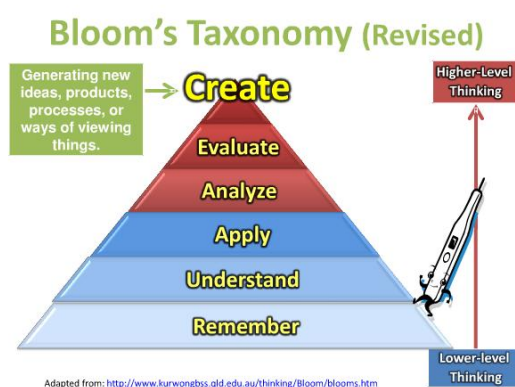 Bloom's Taxonomy (Revised)
Generating new
ideas, products,
processes, or
ways of viewing
things.
Create
Higher-Level
Thinking
Evaluate
Analyze
Apply
Understand
Remember
Lower-level
Thinking
Adapted from: http://www.kurwongbss.qld.edu.au/thinking/Bloom/blooms.htm